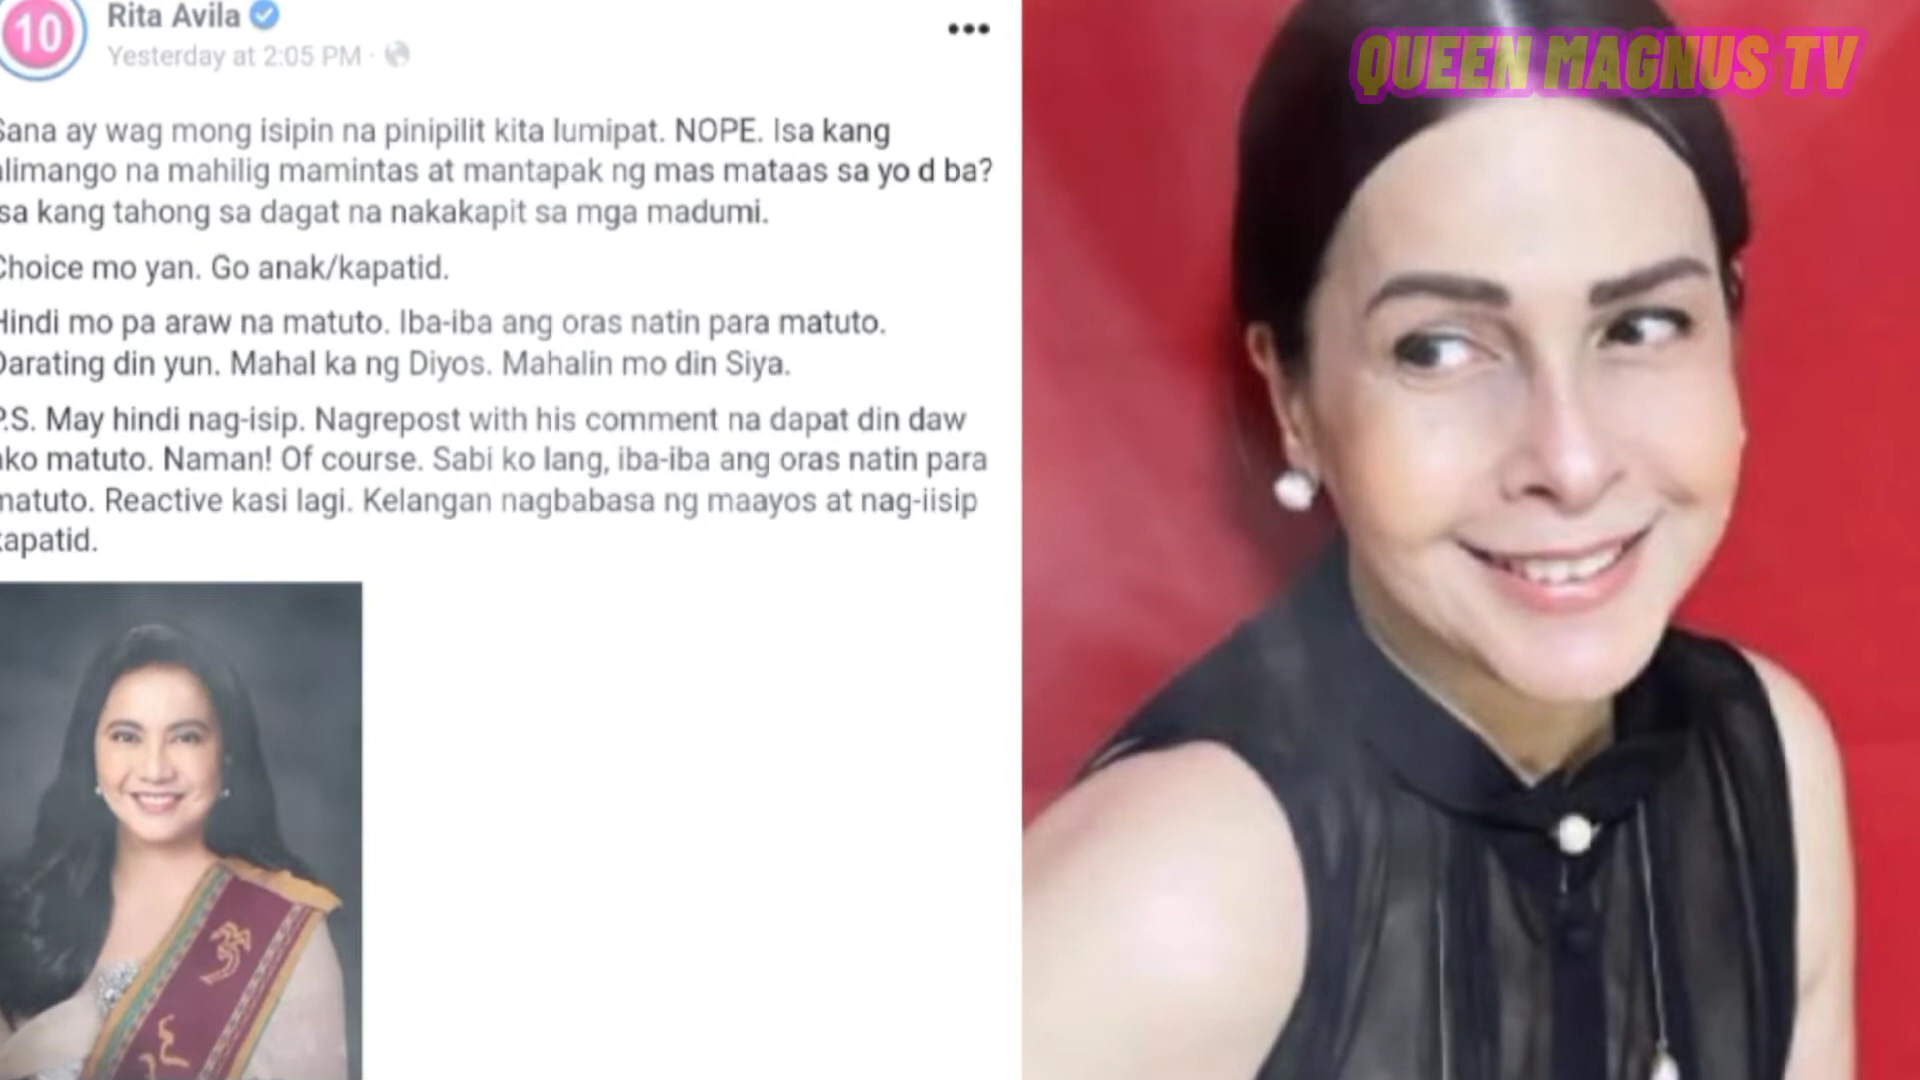 10
Rita Avila
Yesterday at 2:05 PM ·
QUEEN MAGNUS TV
Sana ay wag mong isipin na pinipilit kita lumipat. NOPE. Isa kang
alimango na mahilig mamintas at mantapak ng mas mataas sa yo d ba?
Isa kang tahong sa dagat na nakakapit sa mga madumi.
Choice mo yan. Go anak/kapatid.
Hindi mo pa araw na matuto. Iba-iba ang oras natin para matuto.
Darating din yun. Mahal ka ng Diyos. Mahalin mo din Siya.
P.S. May hindi nag-isip. Nagrepost with his comment na dapat din daw
ako matuto. Naman! Of course. Sabi ko lang, iba-iba ang oras natin para
matuto. Reactive kasi lagi. Kelangan nagbabasa ng maayos at nag-iisip
kapatid.